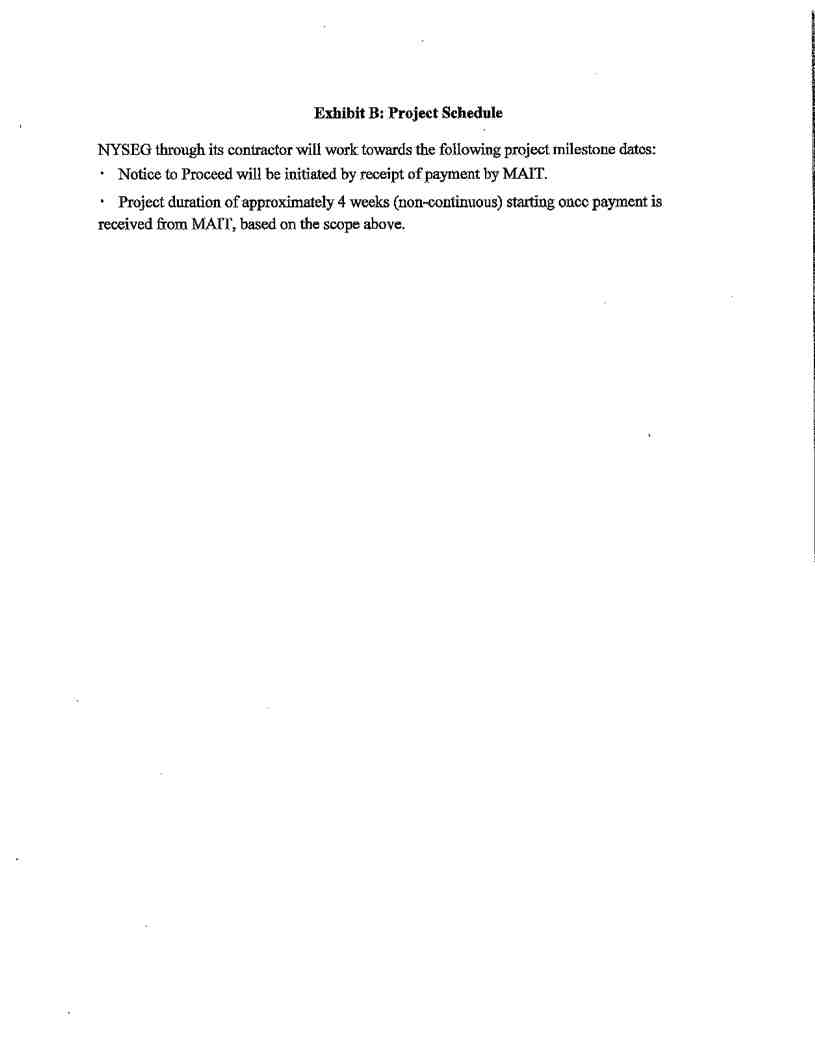 Exhibit B: Project Schedule
NYSEG through its contractor will work towards the following project milestone dates:
· Notice to Proceed will be initiated by receipt of payment by MAIT.
· Project duration of approximately 4 weeks (non-continuous) starting once payment is
received from MAIT, based on the scope above.